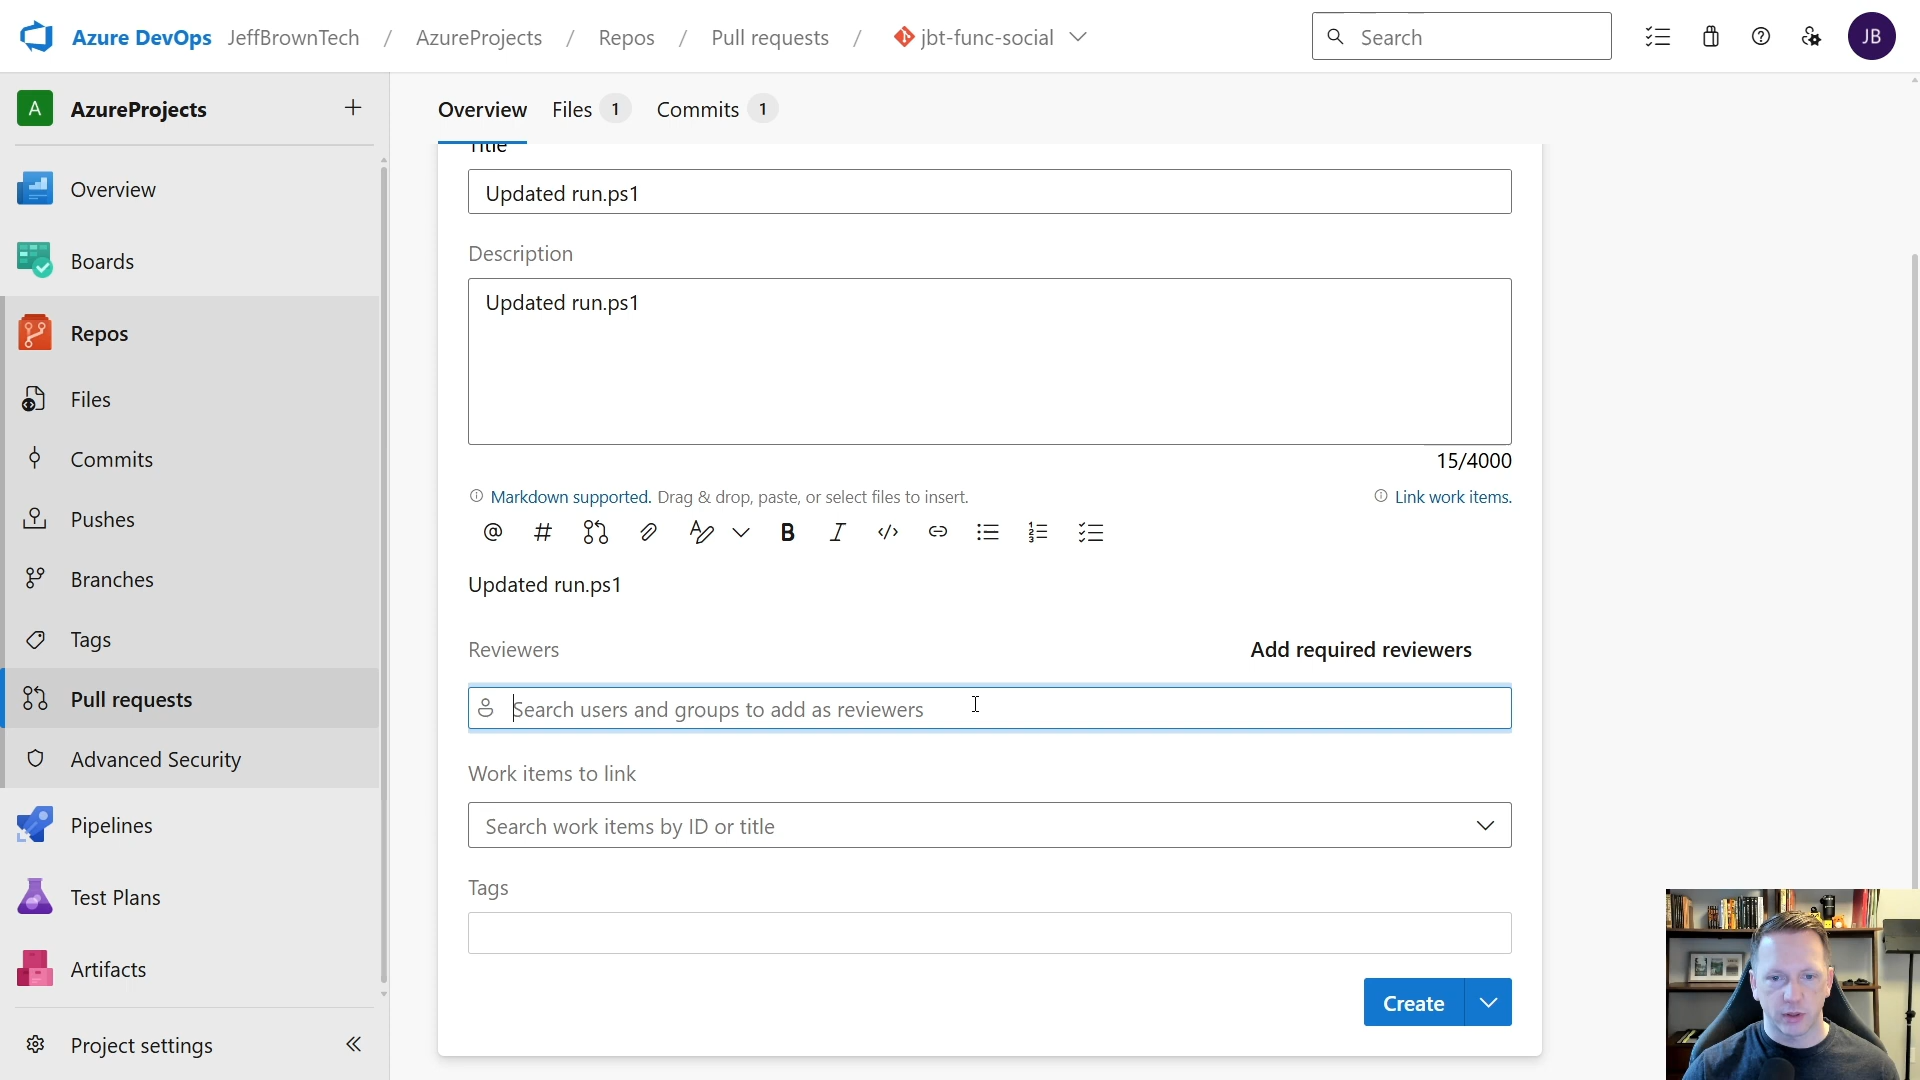 Azure DevOps JeffBrownTech / AzureProjects / Repos / Pull requests / jbt-func-social
Search
JB
A AzureProjects
Overview
Boards
Repos
Files
Commits
Pushes
Branches
Tags
Pull requests
Advanced Security
Pipelines
Test Plans
Artifacts
Project settings
Overview Files 1 Commits 1
Title
Updated run.ps1
Description
Updated run.ps1
15/4000
Markdown supported. Drag & drop, paste, or select files to insert.
Link work items.
Updated run.ps1
Reviewers
Add required reviewers
Search users and groups to add as reviewers
Work items to link
Search work items by ID or title
Tags
Create